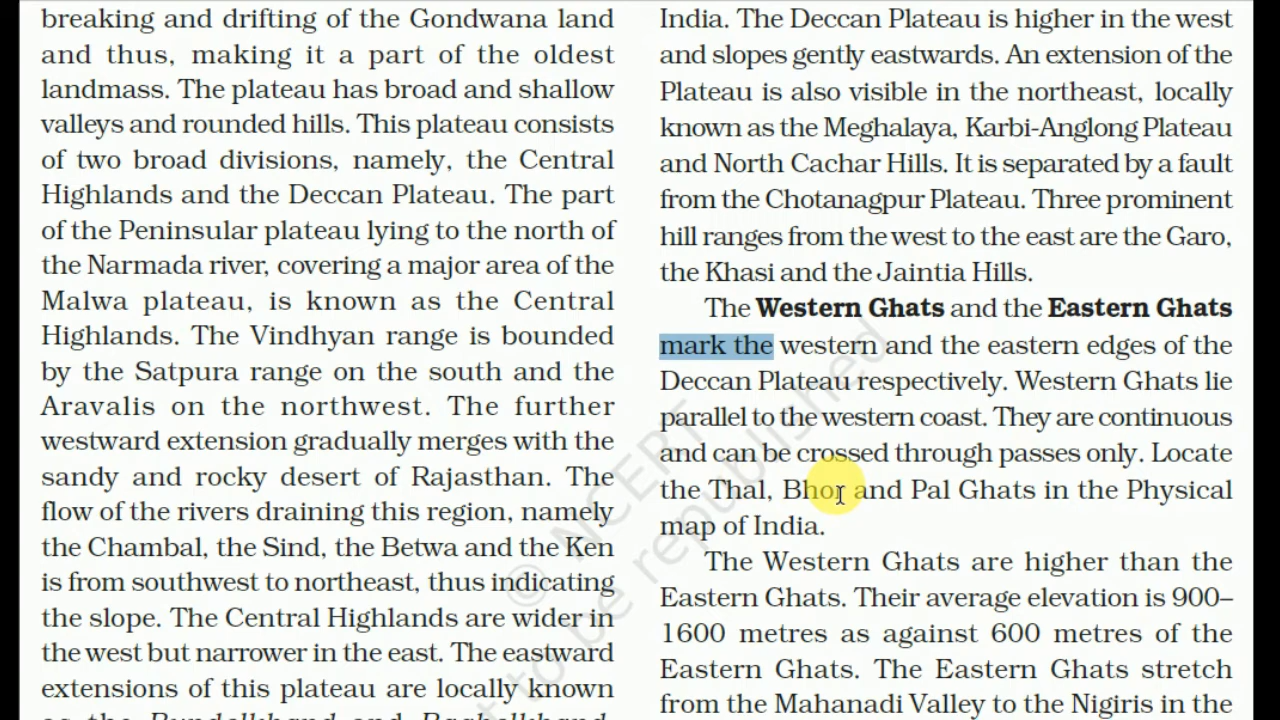 breaking and drifting of the Gondwana land
and thus, making it a part of the oldest
landmass. The plateau has broad and shallow
valleys and rounded hills. This plateau consists
of two broad divisions, namely, the Central
Highlands and the Deccan Plateau. The part
of the Peninsular plateau lying to the north of
the Narmada river, covering a major area of the
Malwa plateau, is known as the Central
Highlands. The Vindhyan range is bounded
by the Satpura range on the south and the
Aravalis on the northwest. The further
westward extension gradually merges with the
sandy and rocky desert of Rajasthan. The
flow of the rivers draining this region, namely
the Chambal, the Sind, the Betwa and the Ken
is from southwest to northeast, thus indicating
the slope. The Central Highlands are wider in
the west but narrower in the east. The eastward
extensions of this plateau are locally known
as the Bundelkhand and Baghelkhand.
India. The Deccan Plateau is higher in the west
and slopes gently eastwards. An extension of the
Plateau is also visible in the northeast, locally
known as the Meghalaya, Karbi-Anglong Plateau
and North Cachar Hills. It is separated by a fault
from the Chotanagpur Plateau. Three prominent
hill ranges from the west to the east are the Garo,
the Khasi and the Jaintia Hills.
The Western Ghats and the Eastern Ghats
mark the western and the eastern edges of the
Deccan Plateau respectively. Western Ghats lie
parallel to the western coast. They are continuous
and can be crossed through passes only. Locate
the Thal, Bhor and Pal Ghats in the Physical
map of India.
The Western Ghats are higher than the
Eastern Ghats. Their average elevation is 900–
1600 metres as against 600 metres of the
Eastern Ghats. The Eastern Ghats stretch
from the Mahanadi Valley to the Nigiris in the
© NCERT
t to be republished